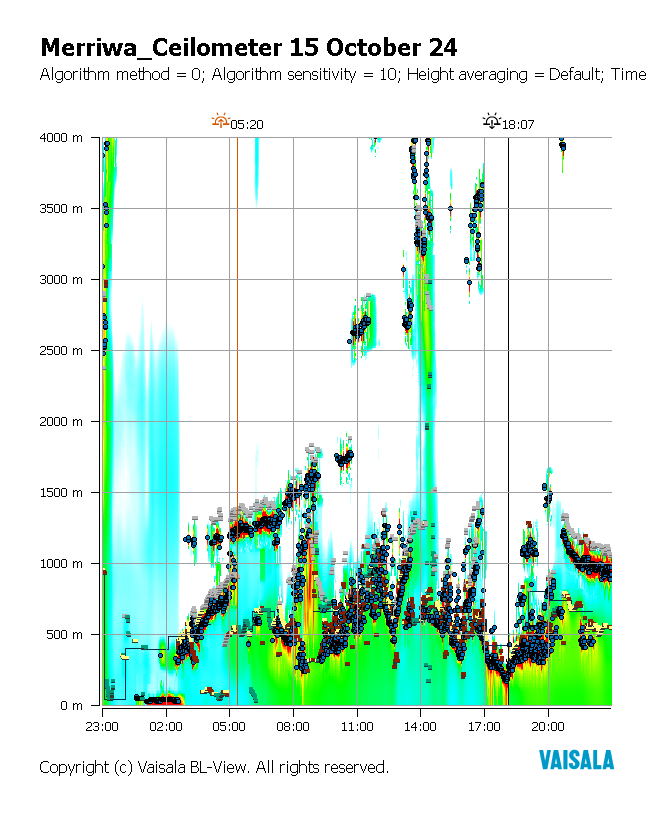 Merriwa_Ceilometer 15 October 24
Algorithm method = 0; Algorithm sensitivity = 10; Height averaging = Default; Time
05:20 18:07
4000 m
3500 m
3000 m
2500 m
2000 m
1500 m
1000 m
500 m
0 m
23:00 02:00 05:00 08:00 11:00 14:00 17:00 20:00
Copyright (c) Vaisala BL-View. All rights reserved.
VAISALA